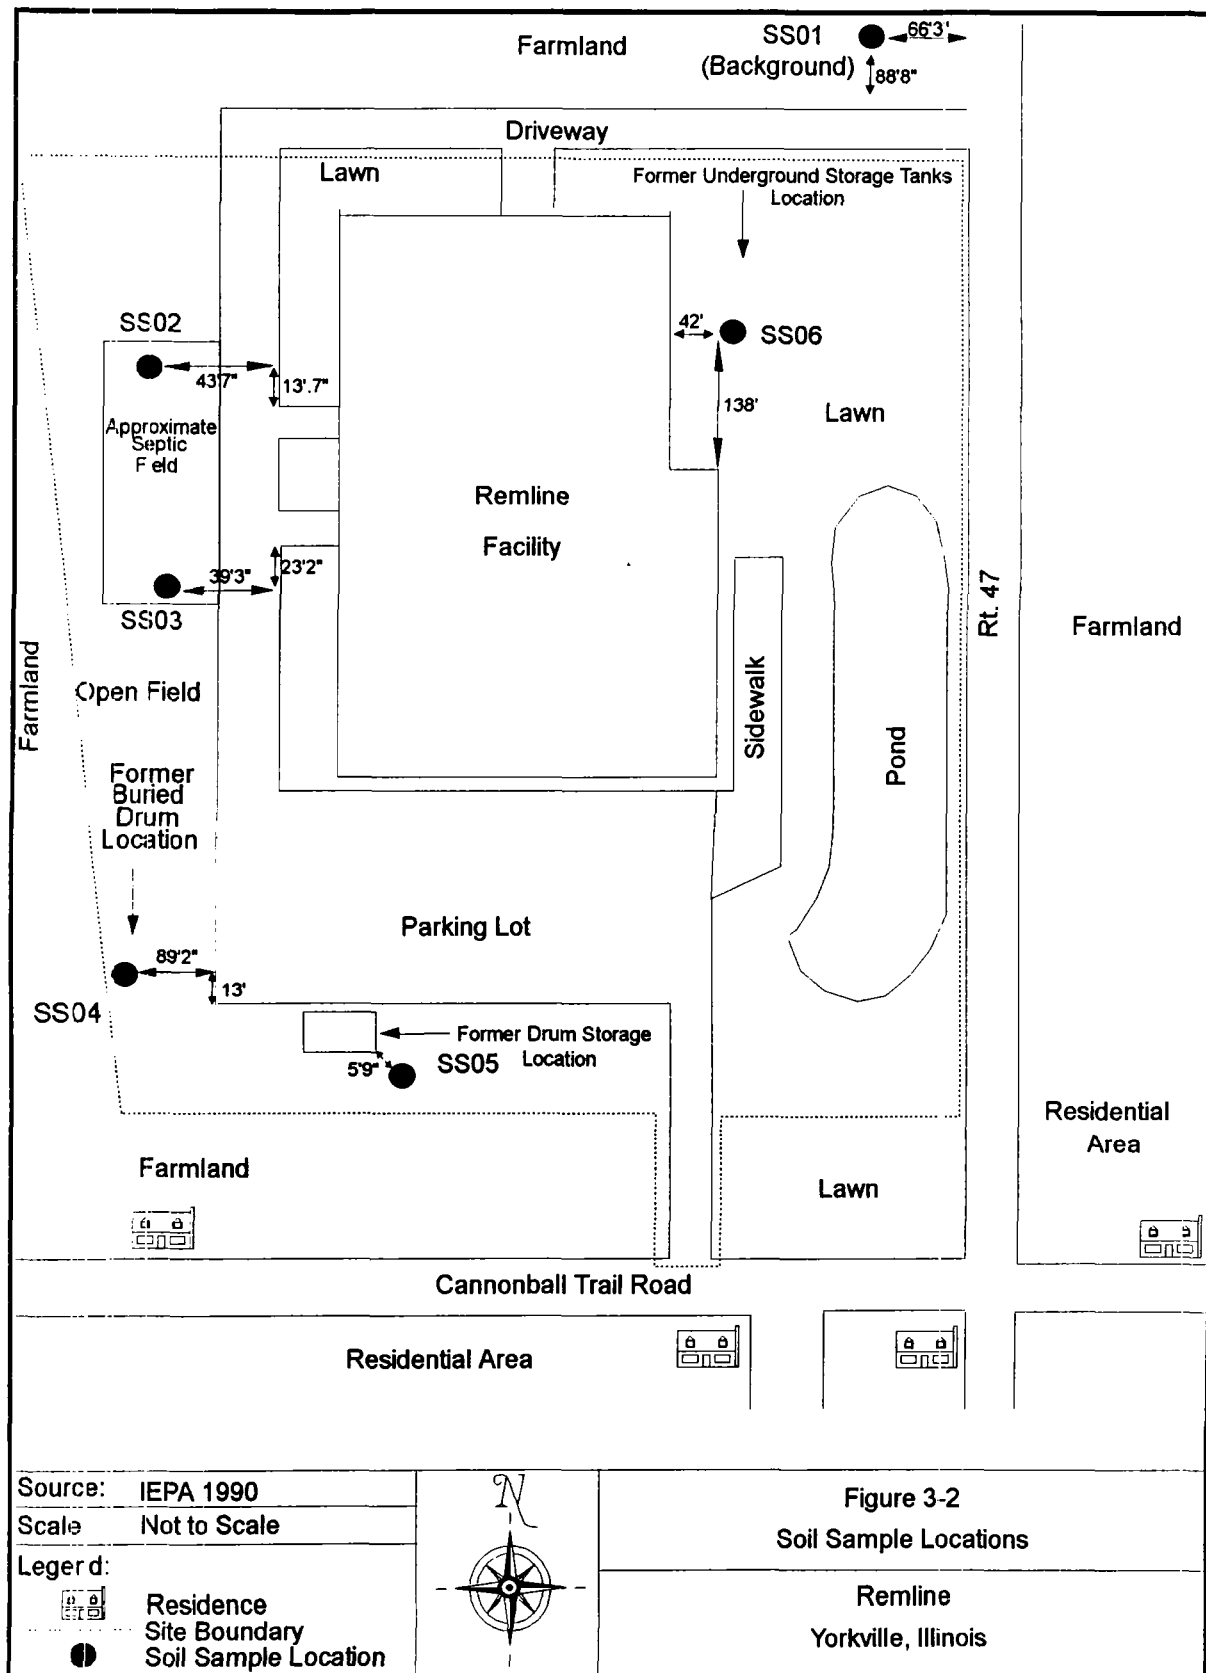 Farmland
SS01
(Background)
66'3'
88'8"
Driveway
Lawn
Former Underground Storage Tanks
Location
SS02
43'7"
13'.7"
42'
SS06
138'
Lawn
Approximate
Septic
F eld
Remline
Facility
39'3"
23'2"
SS03
Rt. 47
Farmland
Farmland
Open Field
Sidewalk
Pond
Former
Buried
Drum
Location
Parking Lot
89'2"
13'
SS04
Former Drum Storage
Location
5'9"
SS05
Residential
Area
Farmland
Lawn
Cannonball Trail Road
Residential Area
Source: IEPA 1990
Scale Not to Scale
Leger d:
Residence
Site Boundary
Soil Sample Location
N
Figure 3-2
Soil Sample Locations
Remline
Yorkville, Illinois